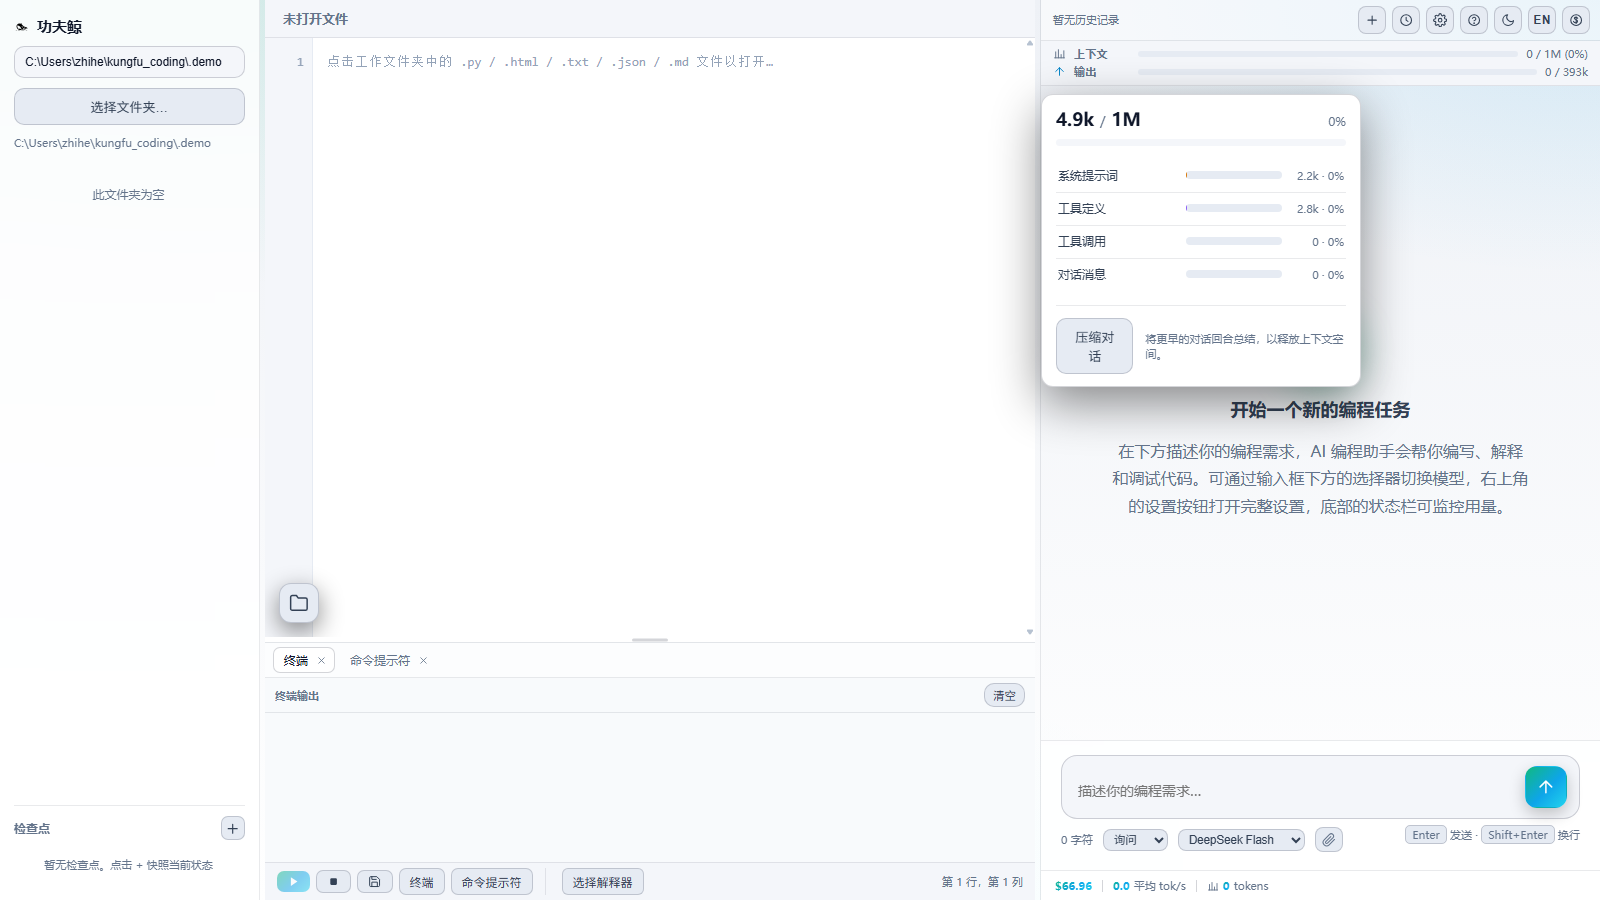 功夫鲸
C:\Users\zhihe\kungfu_coding\.demo
选择文件夹...
C:\Users\zhihe\kungfu_coding\.demo
此文件夹为空
检查点
+
暂无检查点。点击 + 快照当前状态
未打开文件
1
点击工作文件夹中的 .py / .html / .txt / .json / .md 文件以打开…
终端 ×
命令提示符 ×
终端输出
清空
终端
命令提示符
选择解释器
第 1 行，第 1 列
暂无历史记录
EN
上下文
0 / 1M (0%)
输出
0 / 393k
4.9k / 1M
0%
系统提示词
2.2k · 0%
工具定义
2.8k · 0%
工具调用
0 · 0%
对话消息
0 · 0%
压缩对
话
将更早的对话回合总结，以释放上下文空
间。
开始一个新的编程任务
在下方描述你的编程需求，AI 编程助手会帮你编写、解释
和调试代码。可通过输入框下方的选择器切换模型，右上角
的设置按钮打开完整设置，底部的状态栏可监控用量。
描述你的编程需求...
0 字符
询问
DeepSeek Flash
Enter 发送 · Shift+Enter 换行
$66.96
0.0 平均 tok/s
0 tokens